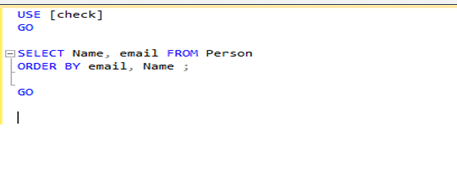 USE [check]
GO
SELECT Name, email FROM Person
ORDER BY email, Name ;
GO